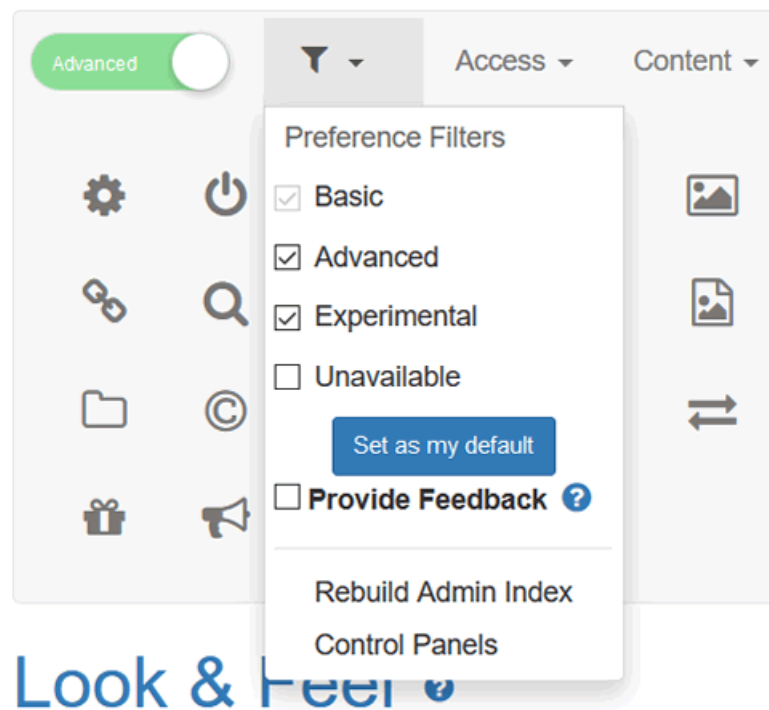 Advanced
Access
Content
Preference Filters
Basic
Advanced
Experimental
Unavailable
Set as my default
Provide Feedback ?
Rebuild Admin Index
Control Panels
Look & Feel ?